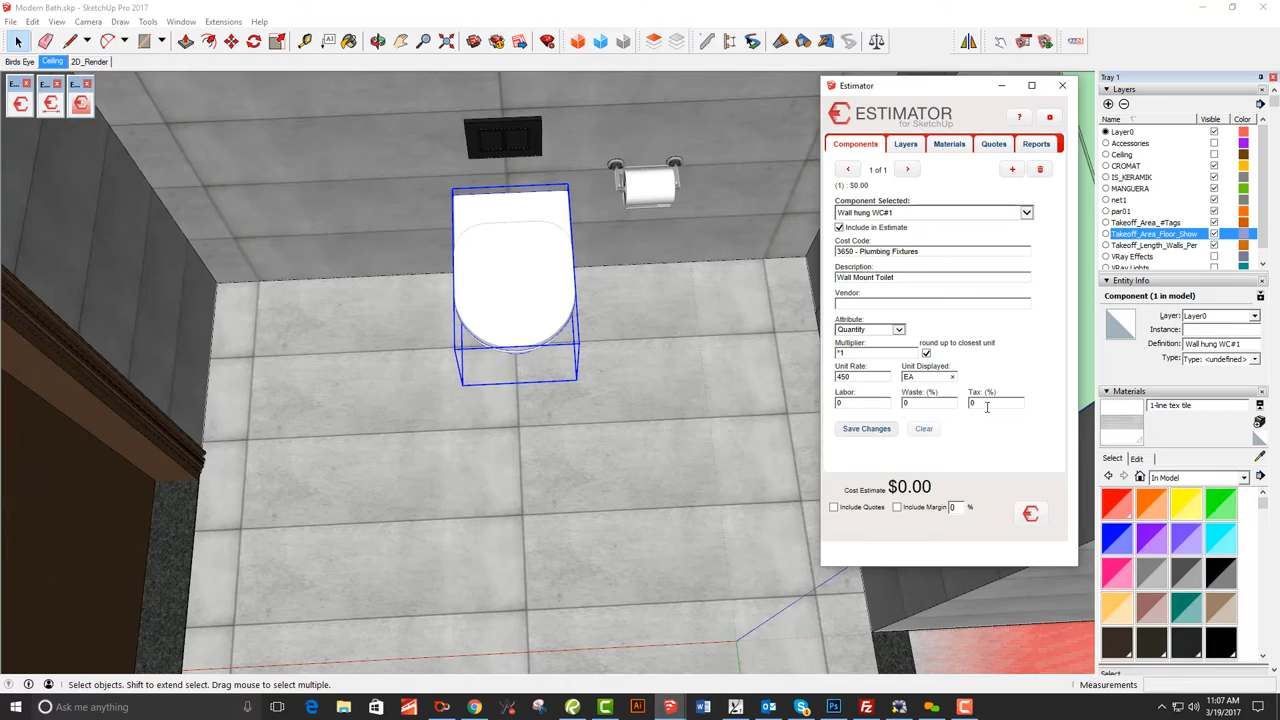 Modern Bath.skp - SketchUp Pro 2017
File Edit View Camera Draw Tools Window Extensions Help
Birds Eye Ceiling 2D_Render
E... E... E...
Estimator
ESTIMATOR
for SketchUp
?
Components Layers Materials Quotes Reports
1 of 1
(1) : $0.00
Component Selected:
Wall hung WC#1
Include in Estimate
Cost Code:
3650 - Plumbing Fixtures
Description:
Wall Mount Toilet
Vendor:
Attribute:
Quantity
Multiplier: round up to closest unit
*1
Unit Rate: Unit Displayed:
450 EA ×
Labor: Waste: (%) Tax: (%)
0 0 0
Save Changes Clear
Cost Estimate $0.00
Include Quotes Include Margin 0 %
Tray 1
Layers
Name Visible Color
Layer0
Accessories
Ceiling
CROMAT
IS_KERAMIK
MANGUERA
net1
par01
Takeoff_Area_#Tags
Takeoff_Area_Floor_Show
Takeoff_Length_Walls_Per
VRay Effects
VRay Lights
Entity Info
Component (1 in model)
Layer: Layer0
Instance:
Definition: Wall hung WC#1
Type: Type: <undefined>
Materials
1-line tex tile
Select Edit
In Model
Select
Select objects. Shift to extend select. Drag mouse to select multiple. Measurements
Ask me anything
11:07 AM
3/19/2017